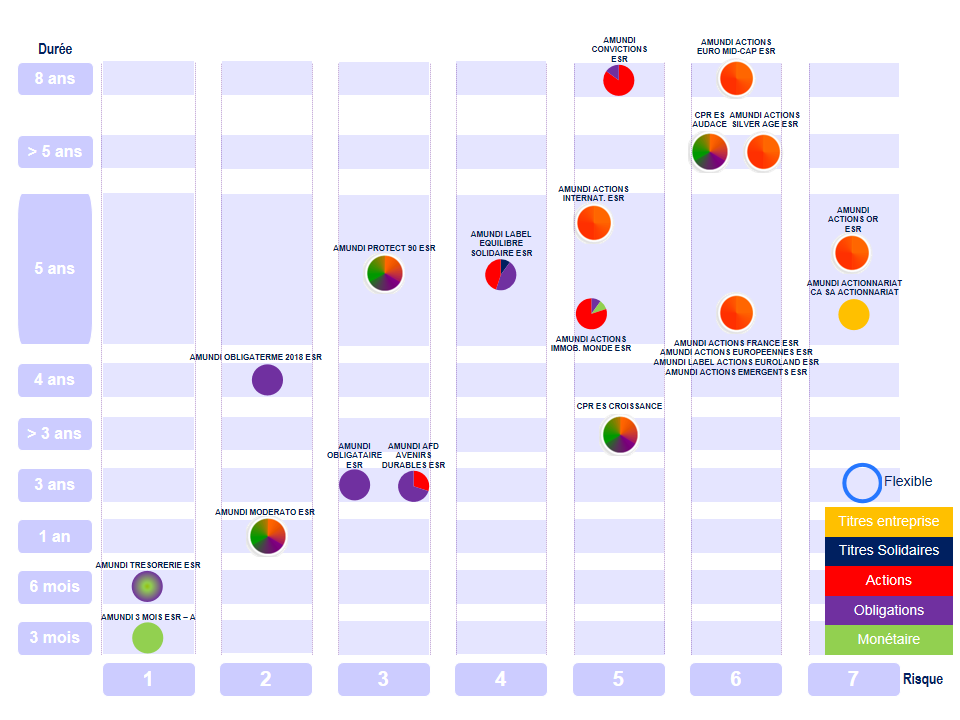 Durée
8 ans
AMUNDI
CONVICTIONS
ESR
AMUNDI ACTIONS
EURO MID-CAP ESR
> 5 ans
CPR ES
AUDACE
AMUNDI ACTIONS
SILVER AGE ESR
5 ans
AMUNDI ACTIONS
INTERNAT. ESR
AMUNDI
ACTIONS OR
ESR
AMUNDI LABEL
EQUILIBRE
SOLIDAIRE ESR
AMUNDI PROTECT 90 ESR
AMUNDI ACTIONNARIAT
CA SA ACTIONNARIAT
AMUNDI ACTIONS
IMMOB. MONDE ESR
AMUNDI ACTIONS FRANCE ESR
AMUNDI ACTIONS EUROPEENNES ESR
AMUNDI LABEL ACTIONS EUROLAND ESR
AMUNDI ACTIONS EMERGENTS ESR
4 ans
AMUNDI OBLIGATERME 2018 ESR
> 3 ans
CPR ES CROISSANCE
3 ans
AMUNDI
OBLIGATAIRE
ESR
AMUNDI AFD
AVENIRS
DURABLES ESR
Flexible
1 an
AMUNDI MODERATO ESR
Titres entreprise
Titres Solidaires
Actions
Obligations
Monétaire
6 mois
AMUNDI TRESORERIE ESR
3 mois
AMUNDI 3 MOIS ESR – A
1
2
3
4
5
6
7
Risque